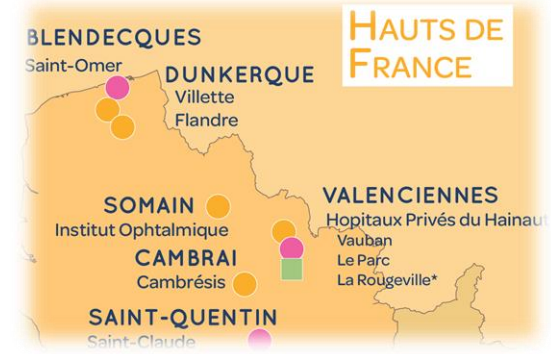 HAUTS DE
FRANCE
BLENDECQUES
Saint-Omer
DUNKERQUE
Villette
Flandre
SOMAIN
Institut Ophtalmique
VALENCIENNES
Hopitaux Privés du Hainaut
Vauban
Le Parc
La Rougeville*
CAMBRAI
Cambrésis
SAINT-QUENTIN
Saint-Claude